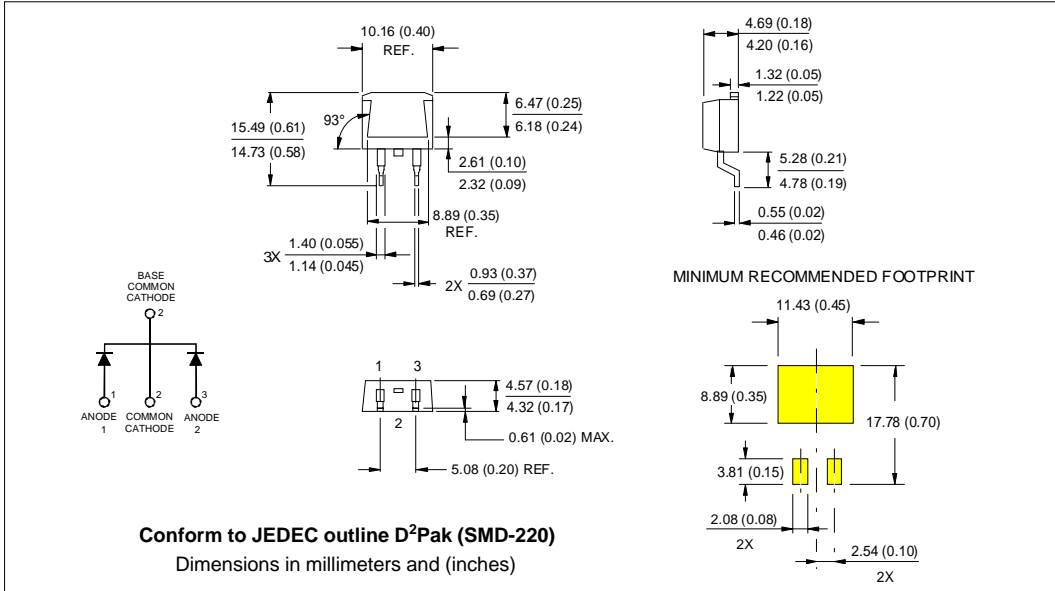 10.16 (0.40)
REF.
4.69 (0.18)
4.20 (0.16)
1.32 (0.05)
1.22 (0.05)
6.47 (0.25)
6.18 (0.24)
15.49 (0.61)
14.73 (0.58)
93°
2.61 (0.10)
2.32 (0.09)
5.28 (0.21)
4.78 (0.19)
8.89 (0.35)
REF.
0.55 (0.02)
0.46 (0.02)
3X
1.40 (0.055)
1.14 (0.045)
2X
0.93 (0.37)
0.69 (0.27)
MINIMUM RECOMMENDED FOOTPRINT
11.43 (0.45)
8.89 (0.35)
17.78 (0.70)
3.81 (0.15)
2.08 (0.08)
2X
2.54 (0.10)
2X
BASE
COMMON
CATHODE
2
1
2
3
ANODE
1
COMMON
CATHODE
ANODE
2
1
3
2
4.57 (0.18)
4.32 (0.17)
0.61 (0.02) MAX.
5.08 (0.20) REF.
Conform to JEDEC outline D²Pak (SMD-220)
Dimensions in millimeters and (inches)